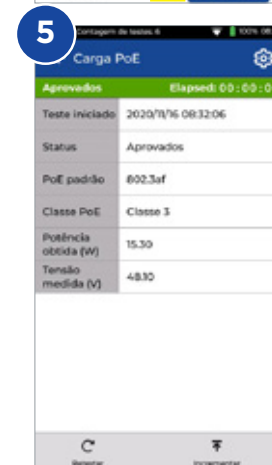 5
Contagem de testes: 6
100% 08:
Carga PoE
Aprovados Elapsed: 00:00:0
Teste iniciado 2020/11/16 08:32:06
Status Aprovados
PoE padrão 802.3af
Classe PoE Classe 3
Potência
obtida (W) 15.30
Tensão
medida (V) 48.10
Repetar Incrementar